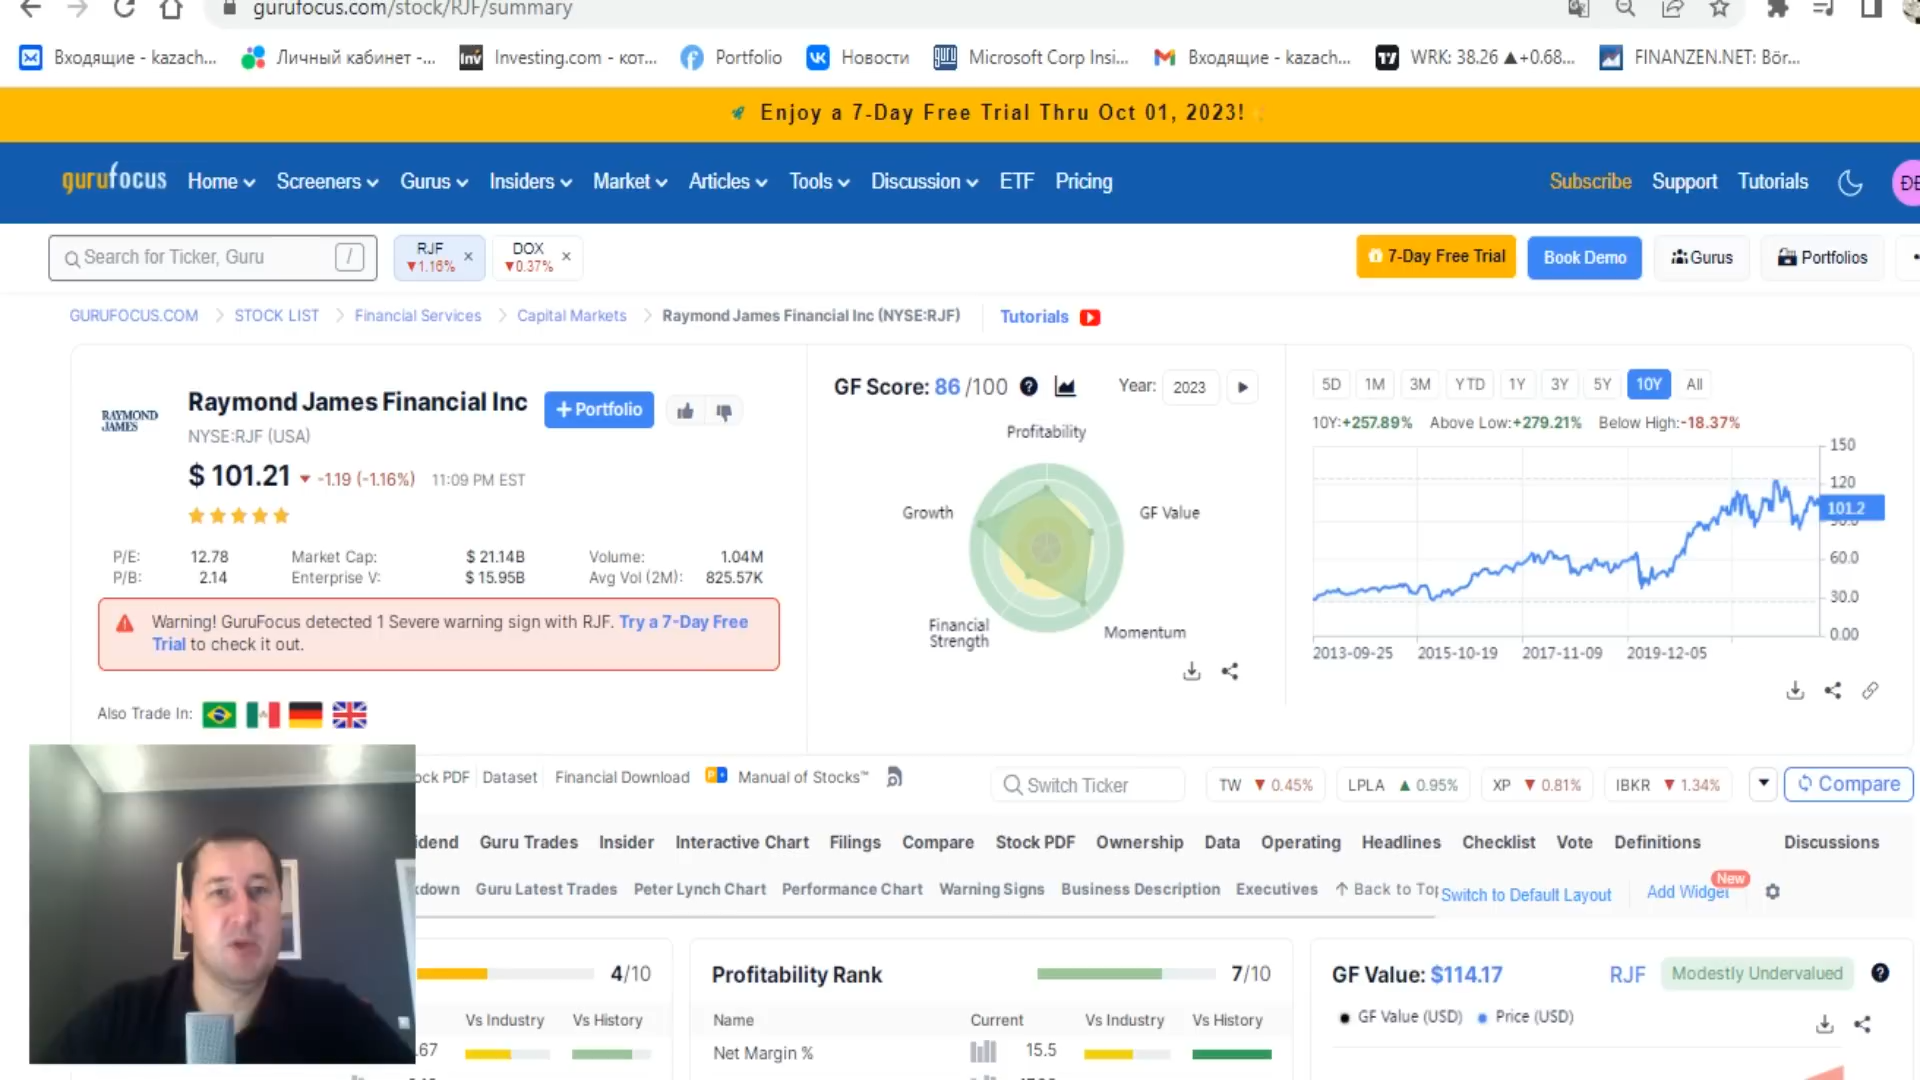 gurufocus.com/stock/RJF/summary
Входящие - kazach...
Личный кабинет -...
Inv
Investing.com - кот...
Portfolio
Новости
Microsoft Corp Insi...
Входящие - kazach...
WRK: 38.26 ▲+0.68...
FINANZEN.NET: Bör...
Enjoy a 7-Day Free Trial Thru Oct 01, 2023!
gurufocus
Home
Screeners
Gurus
Insiders
Market
Articles
Tools
Discussion
ETF
Pricing
Subscribe
Support
Tutorials
Search for Ticker, Guru
/
RJF
▼1.16%
×
DOX
▼0.37%
×
7-Day Free Trial
Book Demo
Gurus
Portfolios
GURUFOCUS.COM
STOCK LIST
Financial Services
Capital Markets
Raymond James Financial Inc (NYSE:RJF)
Tutorials
RAYMOND
JAMES
Raymond James Financial Inc
+ Portfolio
NYSE:RJF (USA)
$ 101.21 ▼ -1.19 (-1.16%) 11:09 PM EST
P/E: 12.78 Market Cap: $ 21.14B Volume: 1.04M
P/B: 2.14 Enterprise V: $ 15.95B Avg Vol (2M): 825.57K
Warning! GuruFocus detected 1 Severe warning sign with RJF. Try a 7-Day Free
Trial to check it out.
Also Trade In:
GF Score: 86 /100
Year: 2023
Profitability
Growth
GF Value
Financial
Strength
Momentum
5D 1M 3M YTD 1Y 3Y 5Y 10Y All
10Y:+257.89% Above Low:+279.21% Below High:-18.37%
150
120
101.2
60.0
30.0
0.00
2013-09-25 2015-10-19 2017-11-09 2019-12-05
ock PDF
Dataset
Financial Download
Manual of Stocks™
Switch Ticker
TW ▼ 0.45%
LPLA ▲ 0.95%
XP ▼ 0.81%
IBKR ▼ 1.34%
Compare
idend
Guru Trades
Insider
Interactive Chart
Filings
Compare
Stock PDF
Ownership
Data
Operating
Headlines
Checklist
Vote
Definitions
Discussions
kdown
Guru Latest Trades
Peter Lynch Chart
Performance Chart
Warning Signs
Business Description
Executives
Back to Top
Switch to Default Layout
Add Widget
New
4/10
Vs Industry Vs History
.67
Profitability Rank
7/10
Name Current Vs Industry Vs History
Net Margin % 15.5
GF Value: $114.17
RJF
Modestly Undervalued
GF Value (USD) Price (USD)